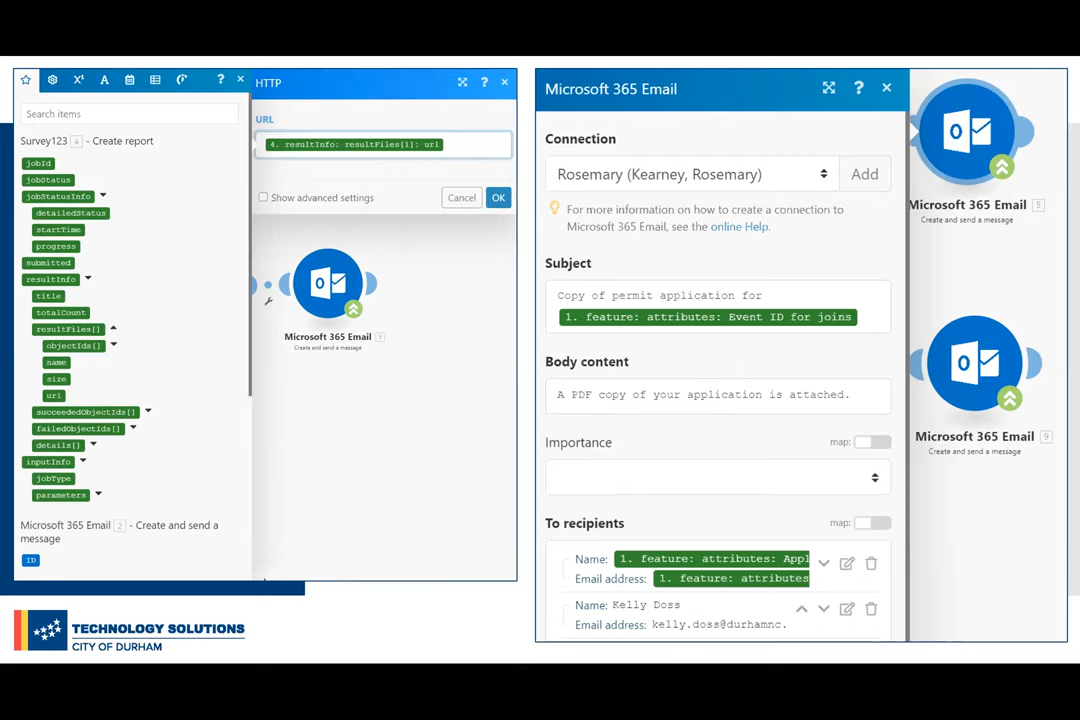 HTTP
?
×
Search items
Survey123 4 - Create report
jobId
jobStatus
jobStatusInfo
detailedStatus
startTime
progress
submitted
resultInfo
title
totalCount
resultFiles[]
objectIds[]
name
size
url
succeededObjectIds[]
failedObjectIds[]
details[]
inputInfo
jobType
parameters
Microsoft 365 Email 2 - Create and send a
message
ID
URL
4. resultInfo: resultFiles[1]: url
Show advanced settings
Cancel OK
Microsoft 365 Email 9
Create and send a message
TECHNOLOGY SOLUTIONS
CITY OF DURHAM
Microsoft 365 Email
Connection
Rosemary (Kearney, Rosemary) Add
For more information on how to create a connection to
Microsoft 365 Email, see the online Help.
Subject
Copy of permit application for
1. feature: attributes: Event ID for joins
Body content
A PDF copy of your application is attached.
Importance map:
To recipients map:
Name: 1. feature: attributes: Appl
Email address: 1. feature: attributes
Name: Kelly Doss
Email address: kelly.doss@durhamnc.
Microsoft 365 Email 5
Create and send a message
Microsoft 365 Email 9
Create and send a message